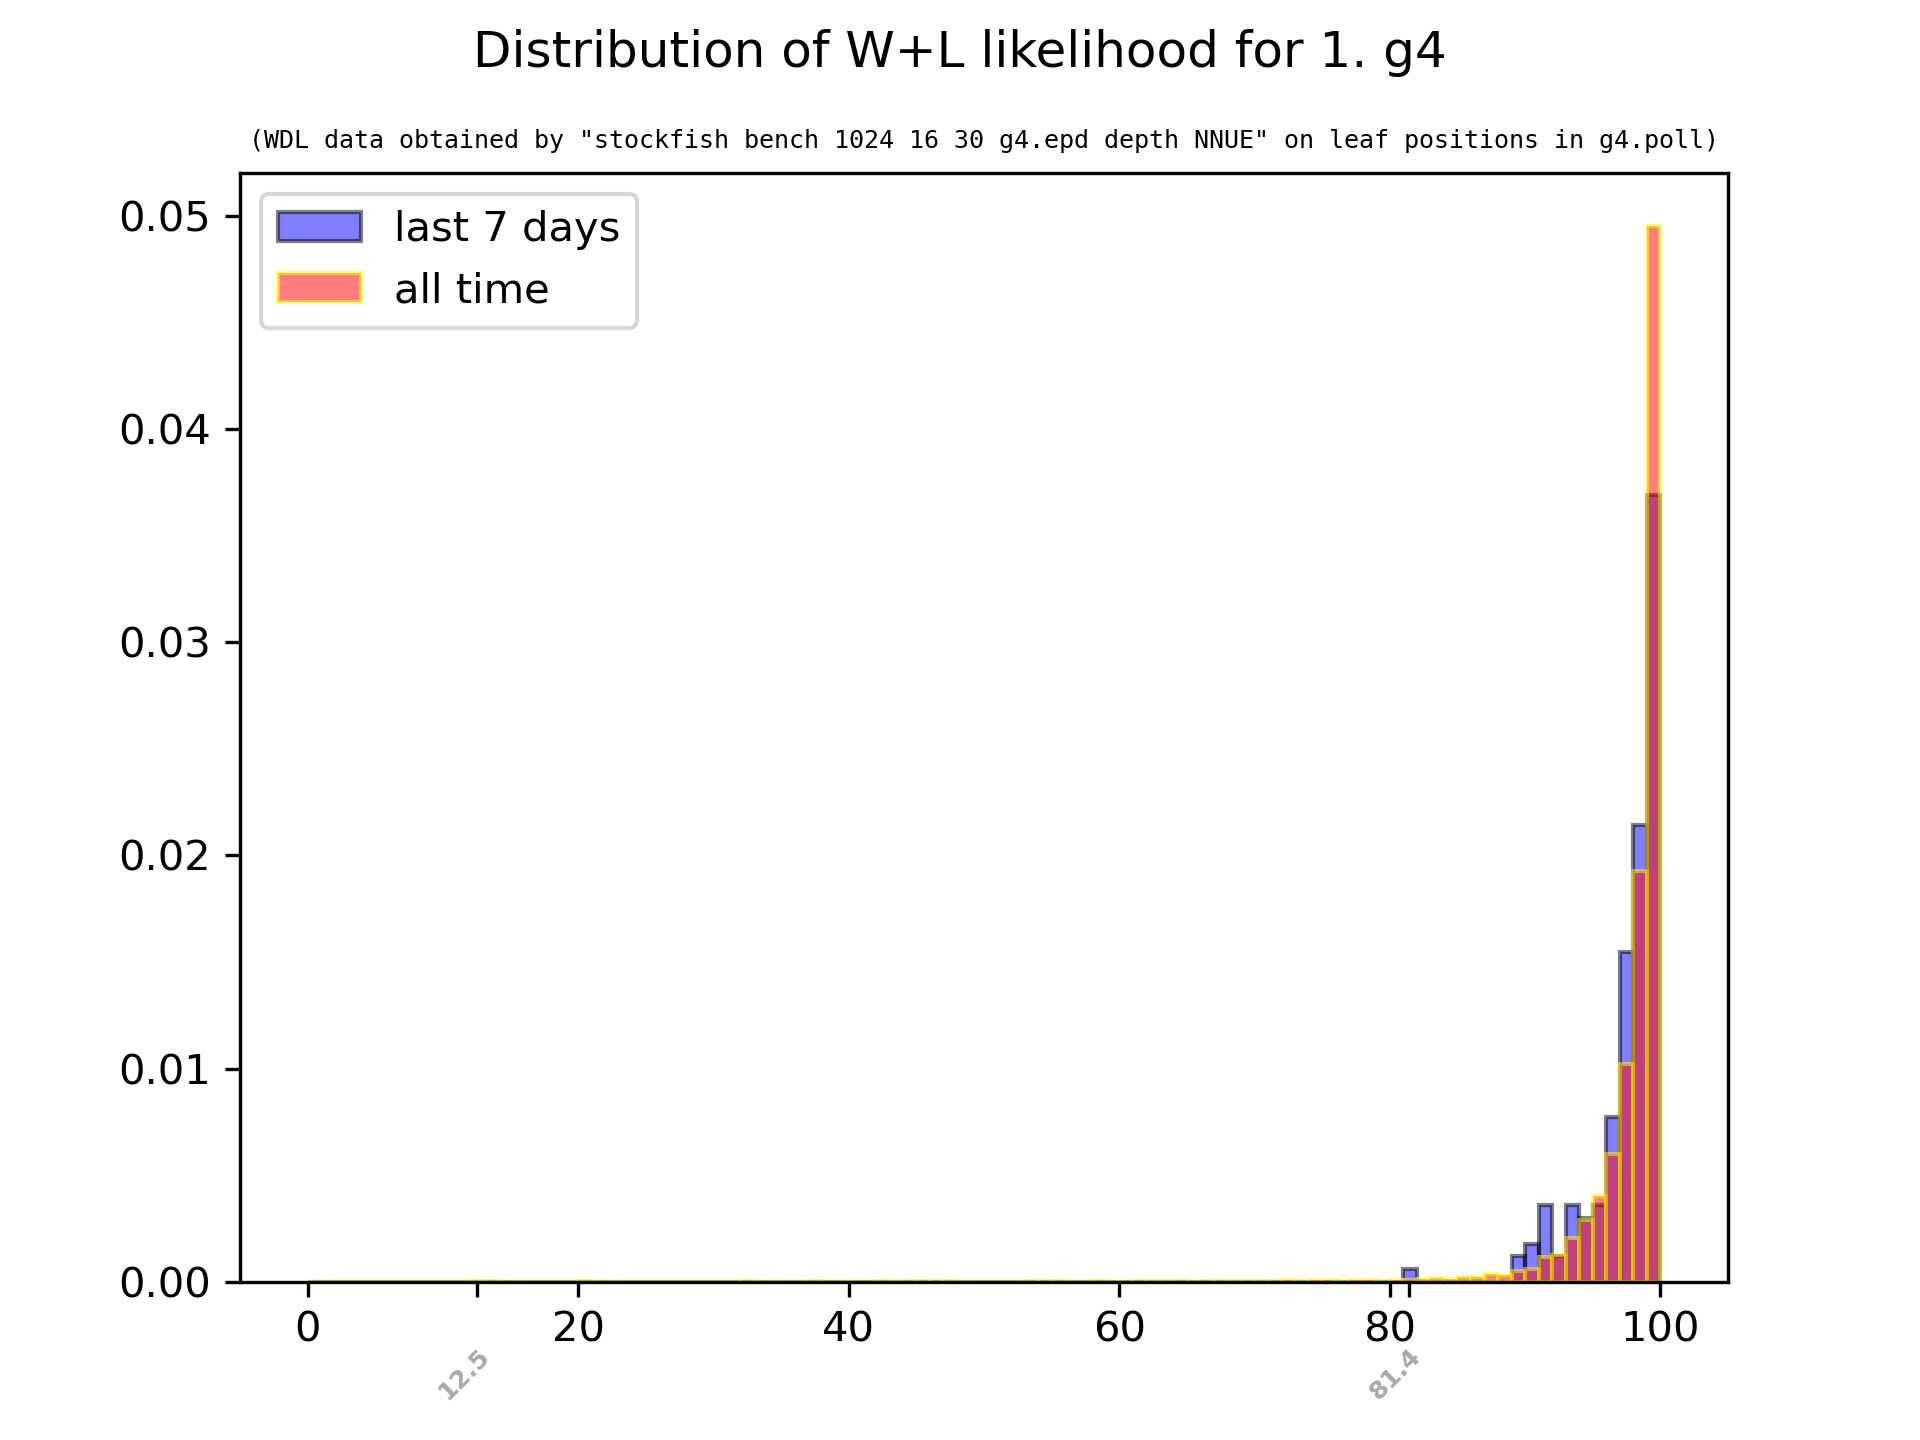 Distribution of W+L likelihood for 1. g4
(WDL data obtained by "stockfish bench 1024 16 30 g4.epd depth NNUE" on leaf positions in g4.poll)
last 7 days
all time
0.05
0.04
0.03
0.02
0.01
0.00
0 20 40 60 80 100
12.5 81.4